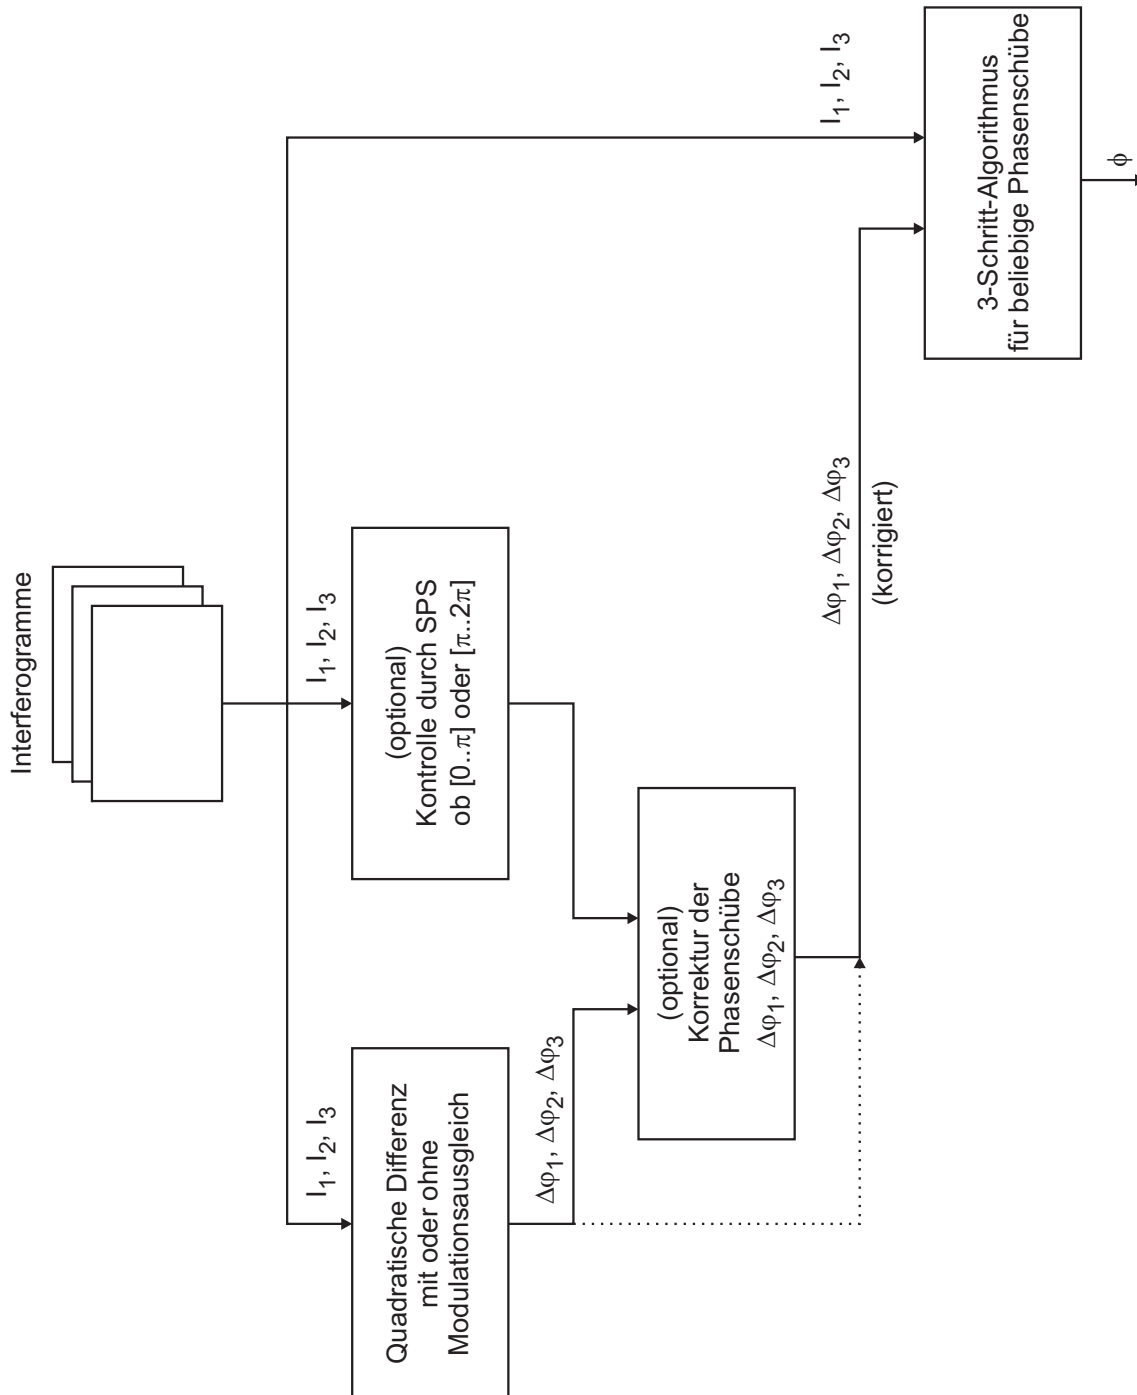 Interferogramme
I₁, I₂, I₃
I₁, I₂, I₃
I₁, I₂, I₃
Quadratische Differenz
mit oder ohne
Modulationsausgleich
(optional)
Kontrolle durch SPS
ob [0..π] oder [π..2π]
Δφ₁, Δφ₂, Δφ₃
(optional)
Korrektur der
Phasenschübe
Δφ₁, Δφ₂, Δφ₃
Δφ₁, Δφ₂, Δφ₃
(korrigiert)
3-Schritt-Algorithmus
für beliebige Phasenschübe
ϕ